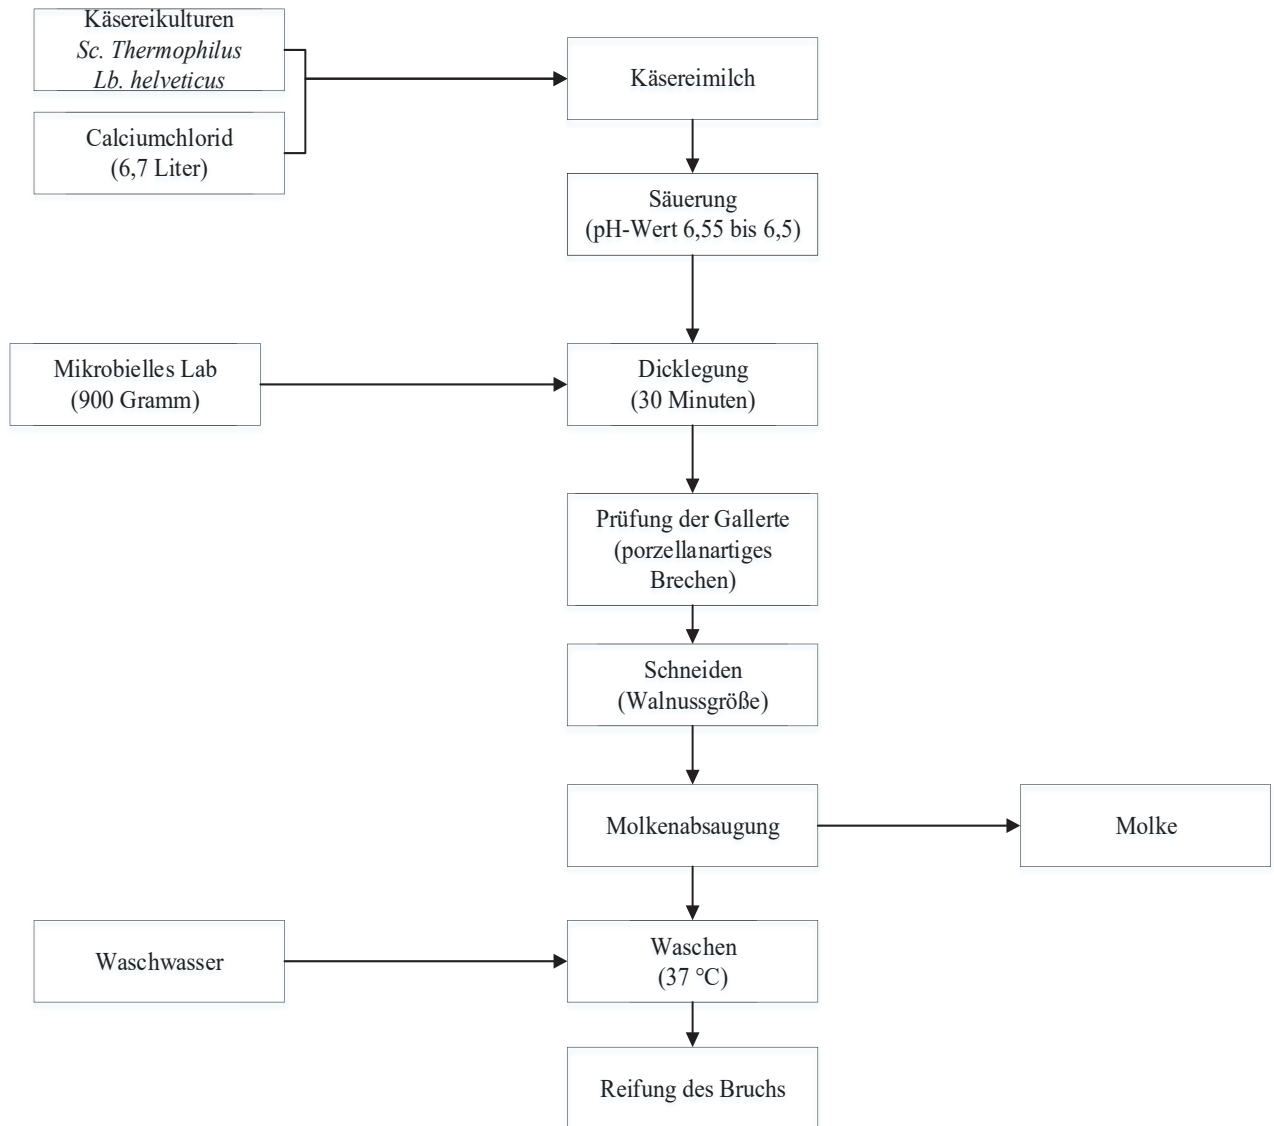 Käsereikulturen
Sc. Thermophilus
Lb. helveticus
Käsereimilch
Calciumchlorid
(6,7 Liter)
Säuerung
(pH-Wert 6,55 bis 6,5)
Mikrobielles Lab
(900 Gramm)
Dicklegung
(30 Minuten)
Prüfung der Gallerte
(porzellanartiges
Brechen)
Schneiden
(Walnussgröße)
Molkenabsaugung
Molke
Waschwasser
Waschen
(37 °C)
Reifung des Bruchs